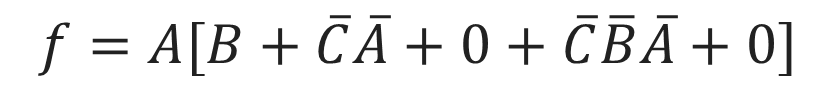 f = A[B + C̅A̅ + 0 + C̅B̅A̅ + 0]